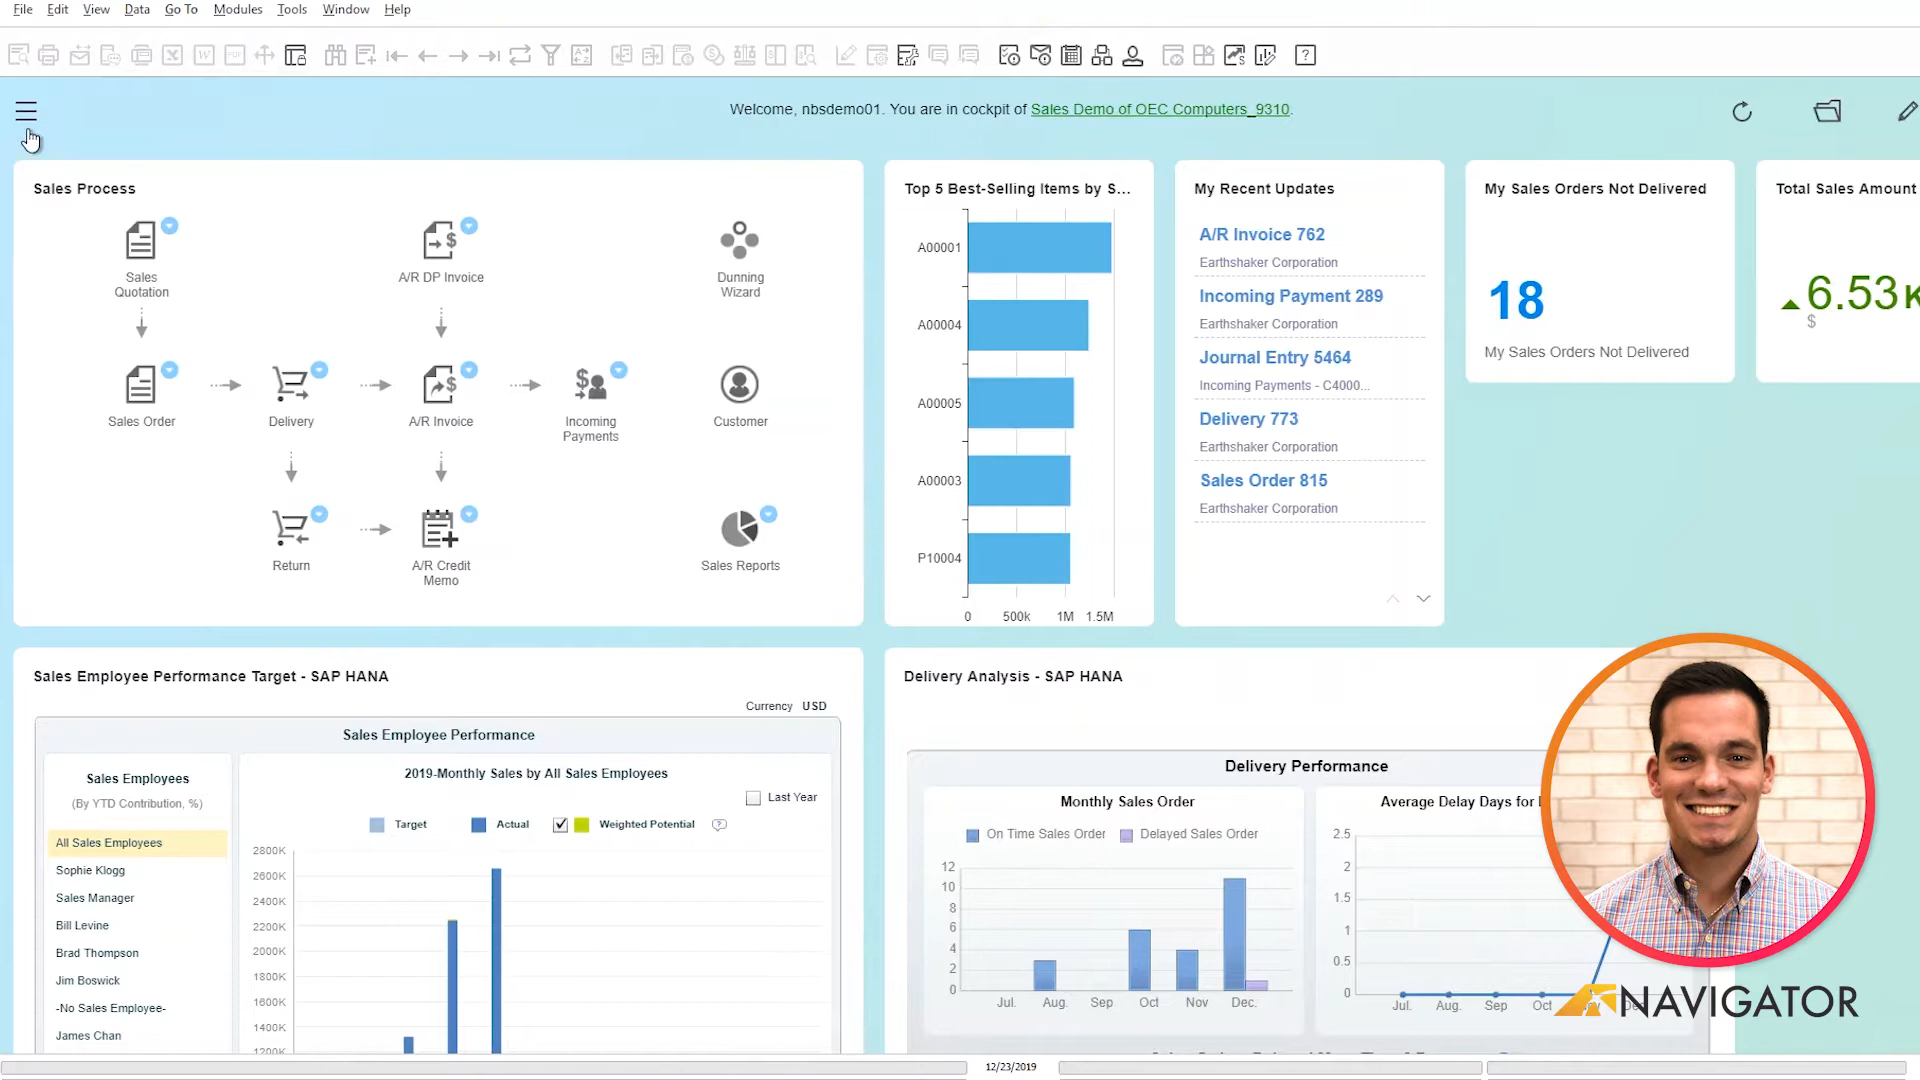 File Edit View Data Go To Modules Tools Window Help
Welcome, nbsdemo01. You are in cockpit of Sales Demo of OEC Computers_9310.
Sales Process
Sales
Quotation
A/R DP Invoice
Dunning
Wizard
Sales Order
Delivery
A/R Invoice
Incoming
Payments
Customer
Return
A/R Credit
Memo
Sales Reports
Top 5 Best-Selling Items by S...
A00001
A00004
A00005
A00003
P10004
0 500k 1M 1.5M
My Recent Updates
A/R Invoice 762
Earthshaker Corporation
Incoming Payment 289
Earthshaker Corporation
Journal Entry 5464
Incoming Payments - C4000...
Delivery 773
Earthshaker Corporation
Sales Order 815
Earthshaker Corporation
My Sales Orders Not Delivered
18
My Sales Orders Not Delivered
Total Sales Amount
6.53K
$
Sales Employee Performance Target - SAP HANA
Currency USD
Sales Employee Performance
Sales Employees
(By YTD Contribution, %)
All Sales Employees
Sophie Klogg
Sales Manager
Bill Levine
Brad Thompson
Jim Boswick
-No Sales Employee-
James Chan
2019-Monthly Sales by All Sales Employees
Last Year
Target Actual Weighted Potential
2800K
2600K
2400K
2200K
2000K
1800K
1600K
1400K
1200K
Delivery Analysis - SAP HANA
Delivery Performance
Monthly Sales Order
On Time Sales Order Delayed Sales Order
12
10
8
6
4
2
0
Jul. Aug. Sep Oct Nov Dec.
Average Delay Days for
2.5
2
1.5
1
0.5
0
Jul. Aug. Sep Oct
NAVIGATOR
12/23/2019